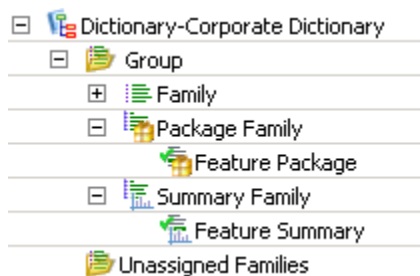 Dictionary-Corporate Dictionary
Group
Family
Package Family
Feature Package
Summary Family
Feature Summary
Unassigned Families